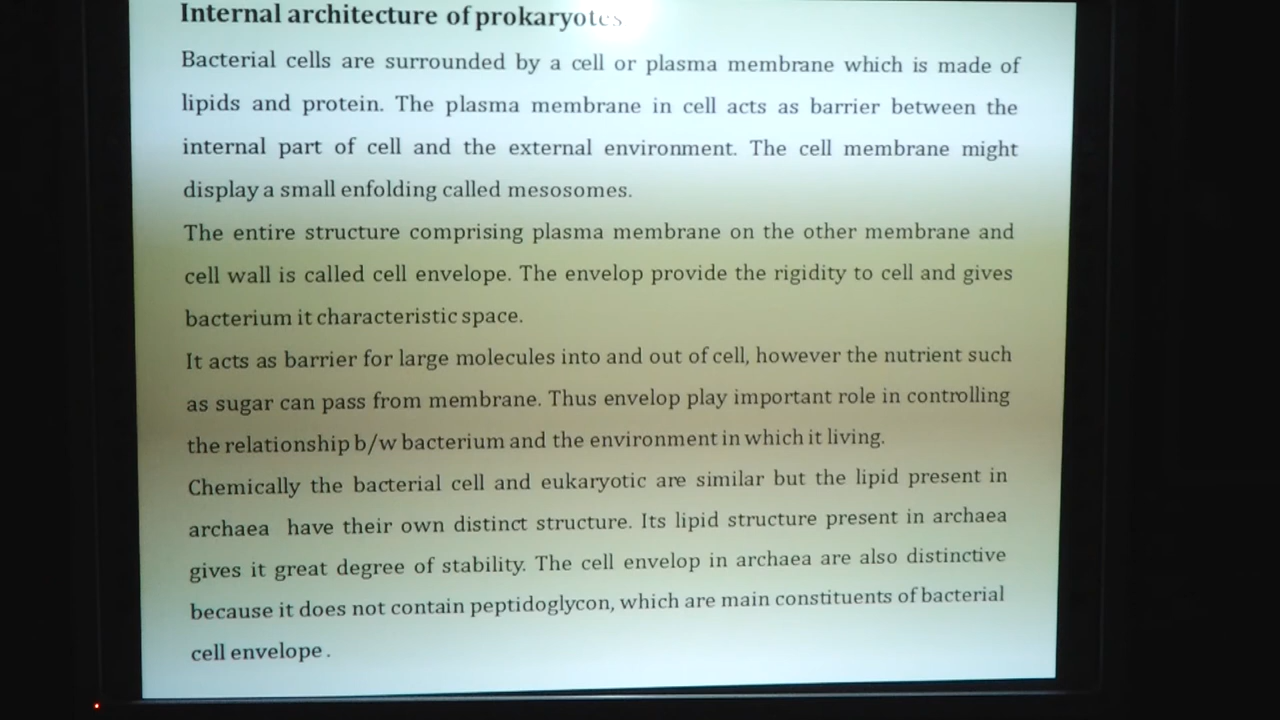 Internal architecture of prokaryotes
Bacterial cells are surrounded by a cell or plasma membrane which is made of
lipids and protein. The plasma membrane in cell acts as barrier between the
internal part of cell and the external environment. The cell membrane might
display a small enfolding called mesosomes.
The entire structure comprising plasma membrane on the other membrane and
cell wall is called cell envelope. The envelop provide the rigidity to cell and gives
bacterium it characteristic space.
It acts as barrier for large molecules into and out of cell, however the nutrient such
as sugar can pass from membrane. Thus envelop play important role in controlling
the relationship b/w bacterium and the environment in which it living.
Chemically the bacterial cell and eukaryotic are similar but the lipid present in
archaea have their own distinct structure. Its lipid structure present in archaea
gives it great degree of stability. The cell envelop in archaea are also distinctive
because it does not contain peptidoglycon, which are main constituents of bacterial
cell envelope .